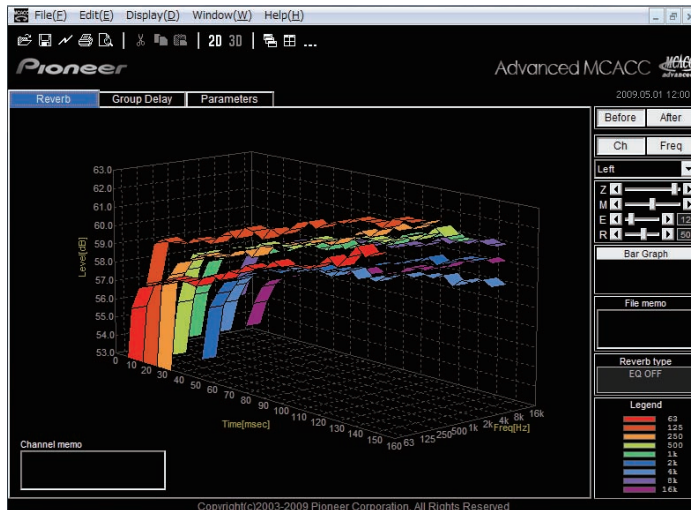 File(F) Edit(E) Display(D) Window(W) Help(H)
2D 3D ...
Pioneer
Advanced MCACC
2009.05.01 12:00
Reverb Group Delay Parameters
Before After
Ch Freq
Left
Z
M
E 12
R
Bar Graph
File memo
Reverb type
EQ OFF
Legend
63
125
250
500
1k
2k
4k
8k
16k
Level[dB]
63.0
62.0
61.0
60.0
59.0
58.0
57.0
56.0
55.0
54.0
53.0
0 10 20 30 40 50 60 70 80 90 100 110 120 130 140 150 160
Time[msec]
63 125 250 500 1k 2k 4k 8k 16k
Freq[Hz]
Channel memo
Copyright(c)2003-2009 Pioneer Corporation. All Rights Reserved